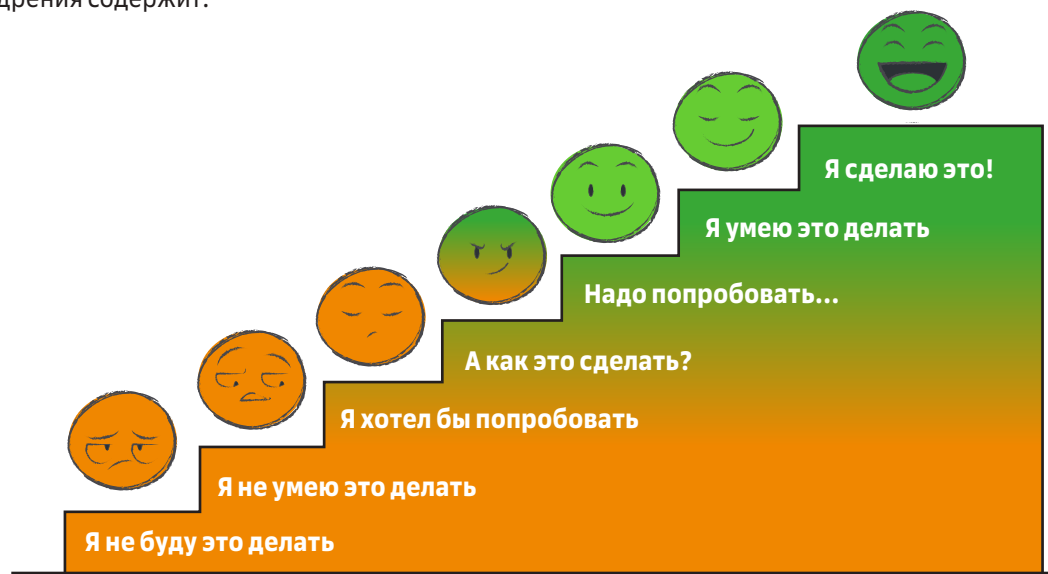 содержит:
Я сделаю это!
Я умею это делать
Надо попробовать...
А как это сделать?
Я хотел бы попробовать
Я не умею это делать
Я не буду это делать